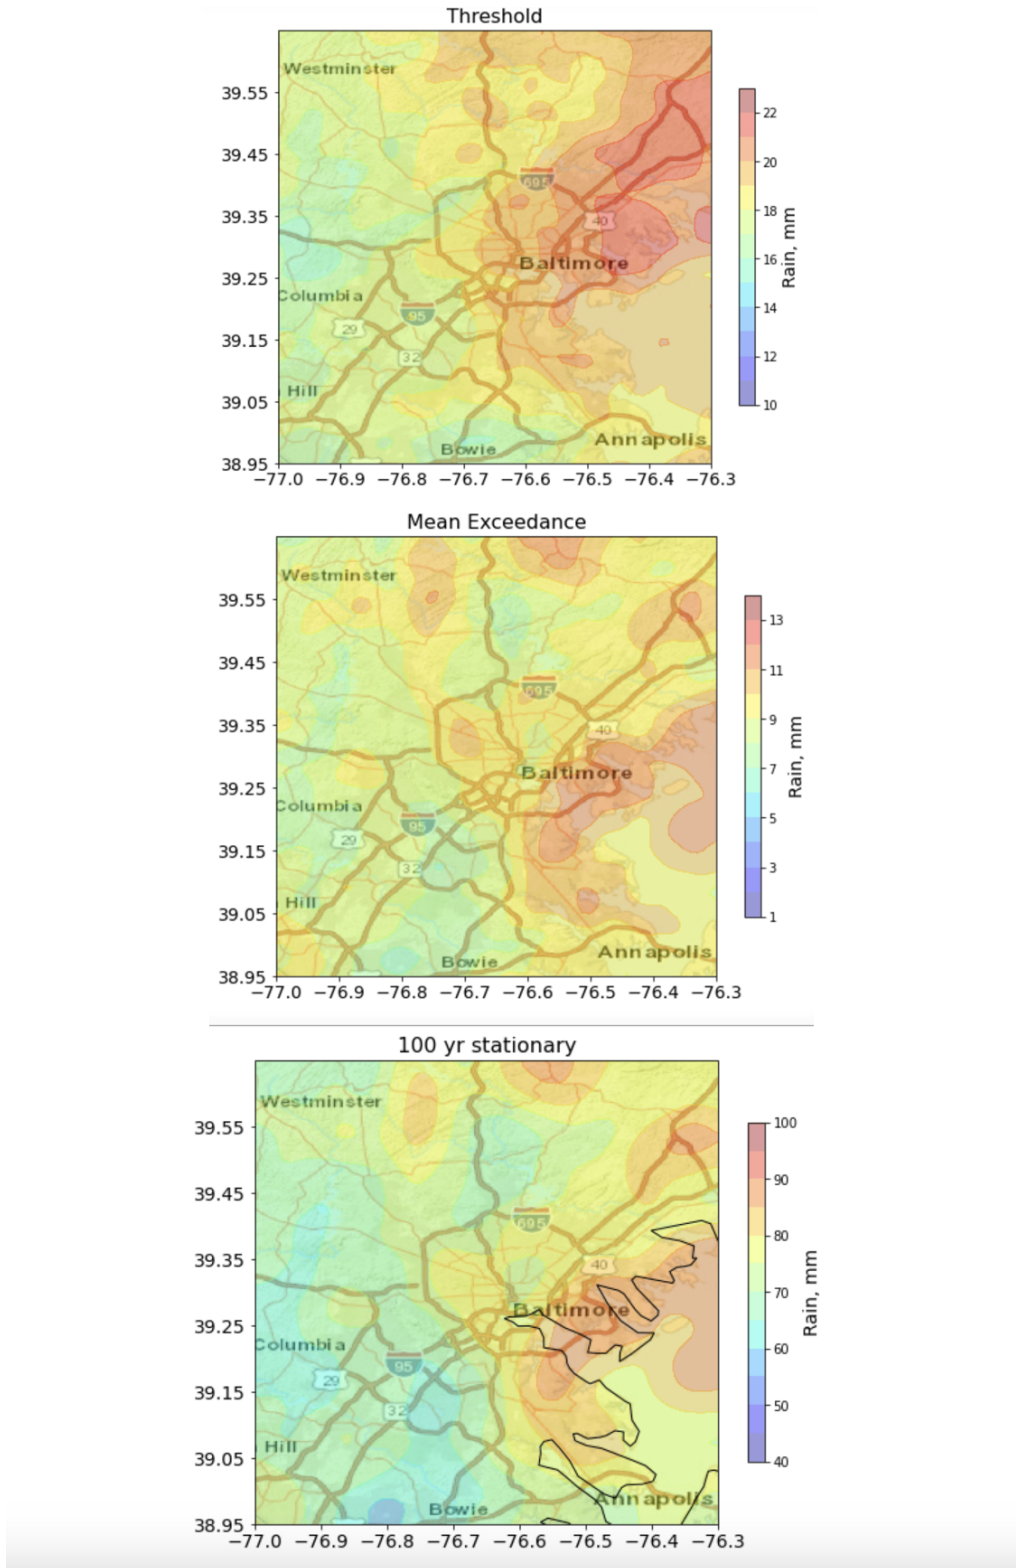 Threshold
Westminster
39.55
39.45
39.35
39.25
39.15
39.05
38.95
695
40
Baltimore
Columbia
95
29
32
Hill
Bowie
Annapolis
−77.0 −76.9 −76.8 −76.7 −76.6 −76.5 −76.4 −76.3
22
20
18
16
14
12
10
Rain, mm
Mean Exceedance
Westminster
39.55
39.45
39.35
39.25
39.15
39.05
38.95
695
40
Baltimore
Columbia
95
29
32
Hill
Bowie
Annapolis
−77.0 −76.9 −76.8 −76.7 −76.6 −76.5 −76.4 −76.3
13
11
9
7
5
3
1
Rain, mm
100 yr stationary
Westminster
39.55
39.45
39.35
39.25
39.15
39.05
38.95
695
40
Baltimore
Columbia
95
29
32
Hill
Bowie
Annapolis
−77.0 −76.9 −76.8 −76.7 −76.6 −76.5 −76.4 −76.3
100
90
80
70
60
50
40
Rain, mm